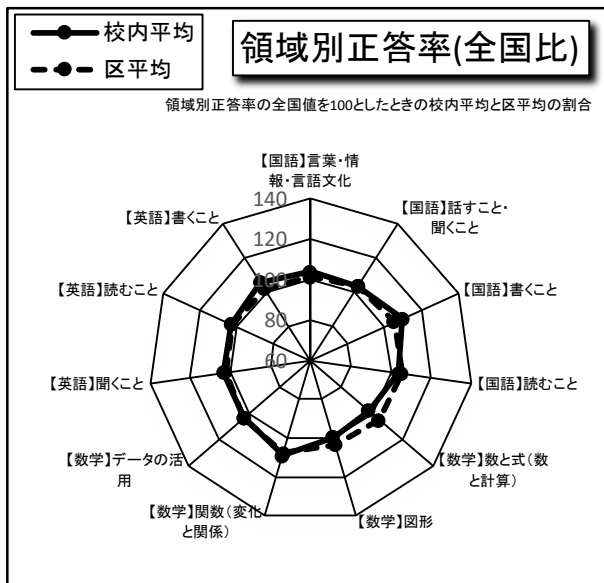 校内平均
区平均
領域別正答率(全国比)
領域別正答率の全国値を100としたときの校内平均と区平均の割合
【国語】言葉・情
報・言語文化
【国語】話すこと・
聞くこと
【国語】書くこと
【国語】読むこと
【数学】数と式(数
と計算)
【数学】図形
【数学】関数(変化
と関係)
【数学】データの活
用
【英語】聞くこと
【英語】読むこと
【英語】書くこと
140
120
100
80
60